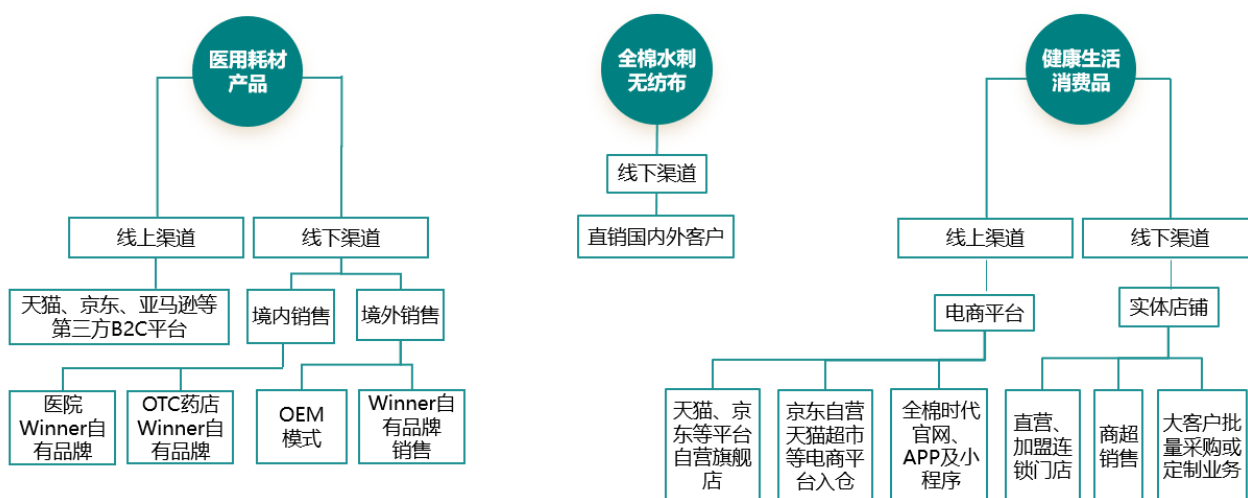 医用耗材
产品
线上渠道
线下渠道
天猫、京东、亚马逊等
第三方B2C平台
境内销售
境外销售
医院
Winner自
有品牌
OTC药店
Winner自
有品牌
OEM
模式
Winner自
有品牌
销售
全棉水刺
无纺布
线下渠道
直销国内外客户
健康生活
消费品
线上渠道
线下渠道
电商平台
实体店铺
天猫、京
东等平台
自营旗舰
店
京东自营
天猫超市
等电商平
台入仓
全棉时代
官网、
APP及小
程序
直营、
加盟连
锁门店
商超
销售
大客户批
量采购或
定制业务